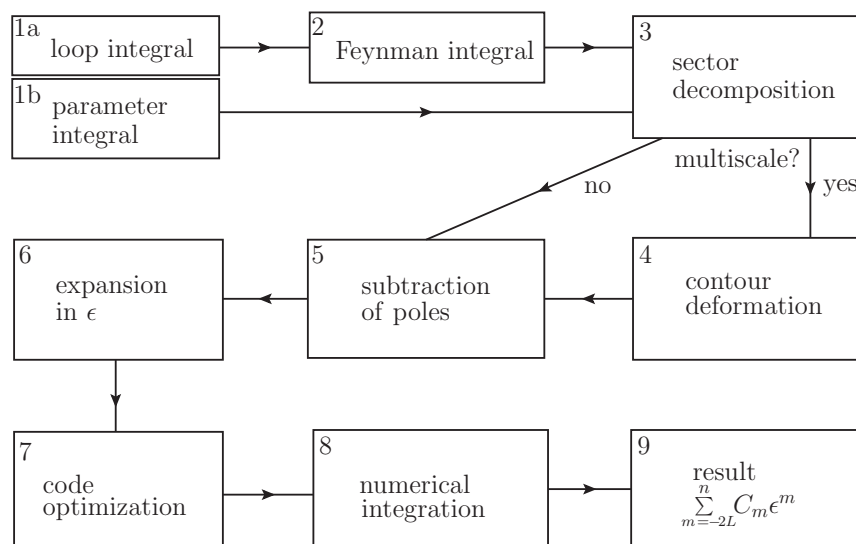 1a
loop integral
2
Feynman integral
3
sector
decomposition
1b
parameter
integral
multiscale?
no
yes
6
expansion
in ϵ
5
subtraction
of poles
4
contour
deformation
7
code
optimization
8
numerical
integration
9
result
n
∑ C_m ϵ^m
m=−2L